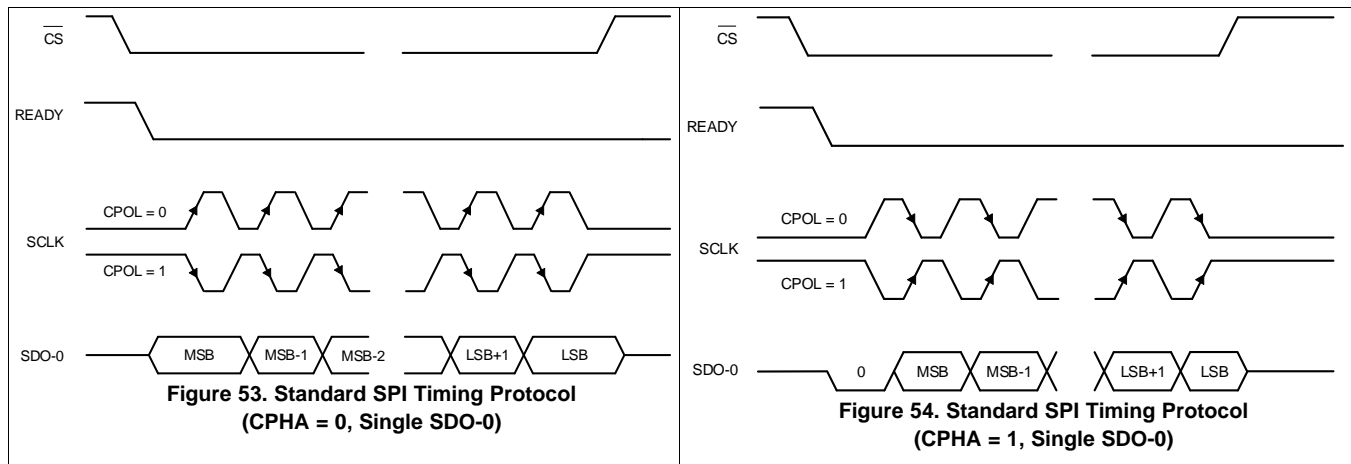 CS
READY
CPOL = 0
SCLK
CPOL = 1
SDO-0
MSB
MSB-1
MSB-2
LSB+1
LSB
Figure 53. Standard SPI Timing Protocol
(CPHA = 0, Single SDO-0)
CS
READY
CPOL = 0
SCLK
CPOL = 1
SDO-0
0
MSB
MSB-1
LSB+1
LSB
Figure 54. Standard SPI Timing Protocol
(CPHA = 1, Single SDO-0)